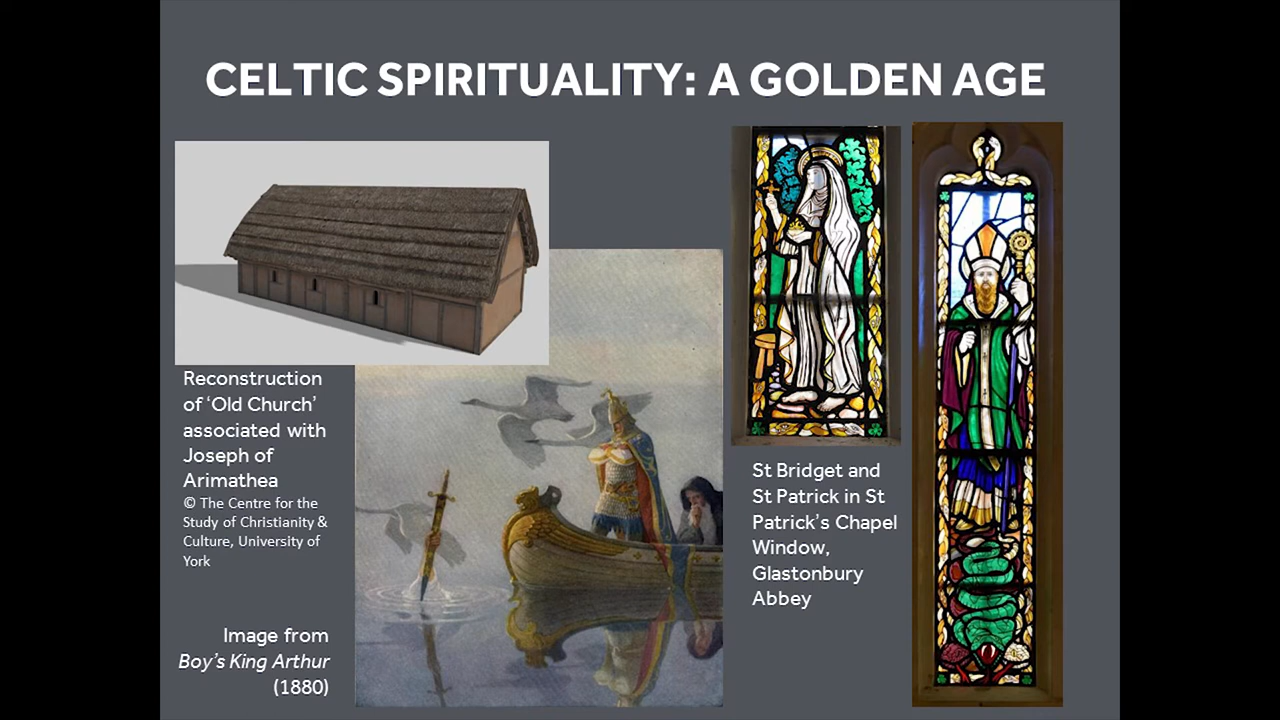 CELTIC SPIRITUALITY: A GOLDEN AGE
Reconstruction
of ‘Old Church’
associated with
Joseph of
Arimathea
© The Centre for the
Study of Christianity &
Culture, University of
York
Image from
Boy’s King Arthur
(1880)
St Bridget and
St Patrick in St
Patrick’s Chapel
Window,
Glastonbury
Abbey